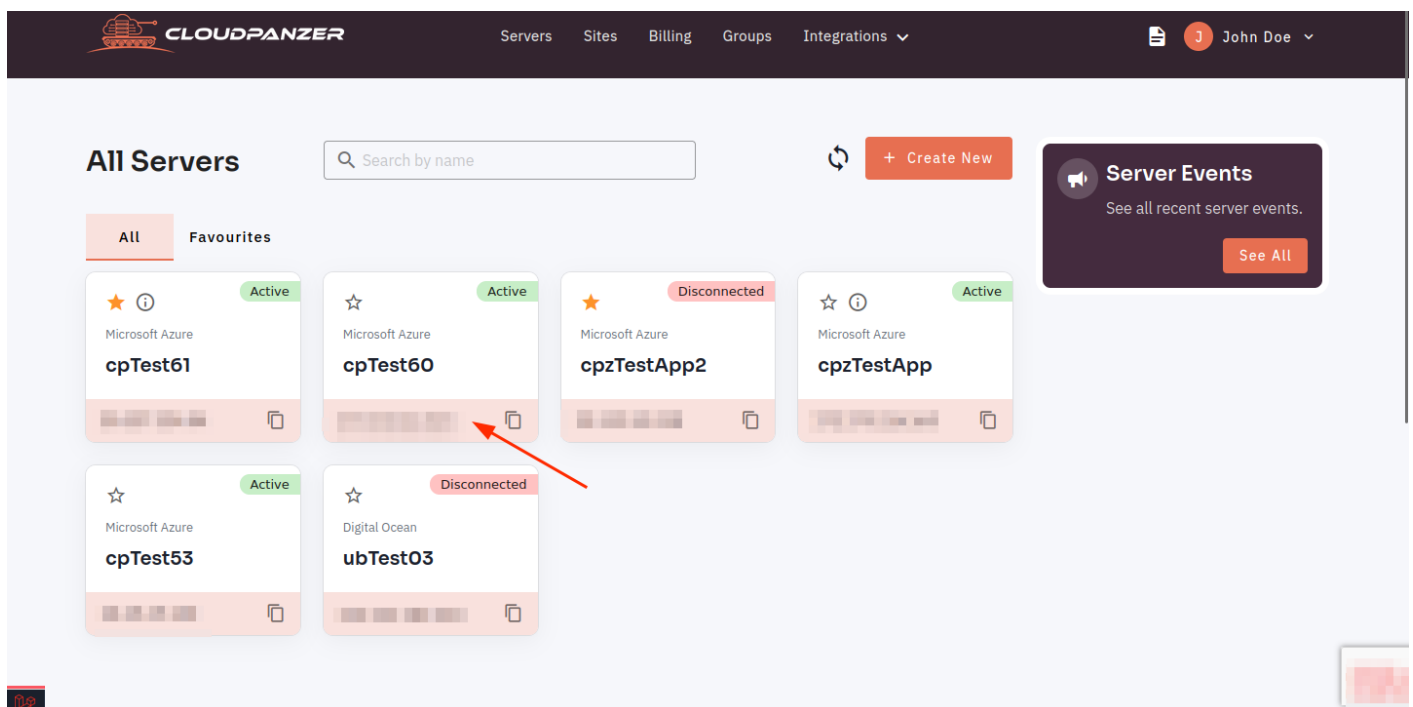 CLOUDPANZER
Servers Sites Billing Groups Integrations
J John Doe
All Servers
Search by name
+ Create New
Server Events
See all recent server events.
See All
All Favourites
Active
Microsoft Azure
cpTest61
Active
Microsoft Azure
cpTest60
Disconnected
Microsoft Azure
cpzTestApp2
Active
Microsoft Azure
cpzTestApp
Active
Microsoft Azure
cpTest53
Disconnected
Digital Ocean
ubTest03